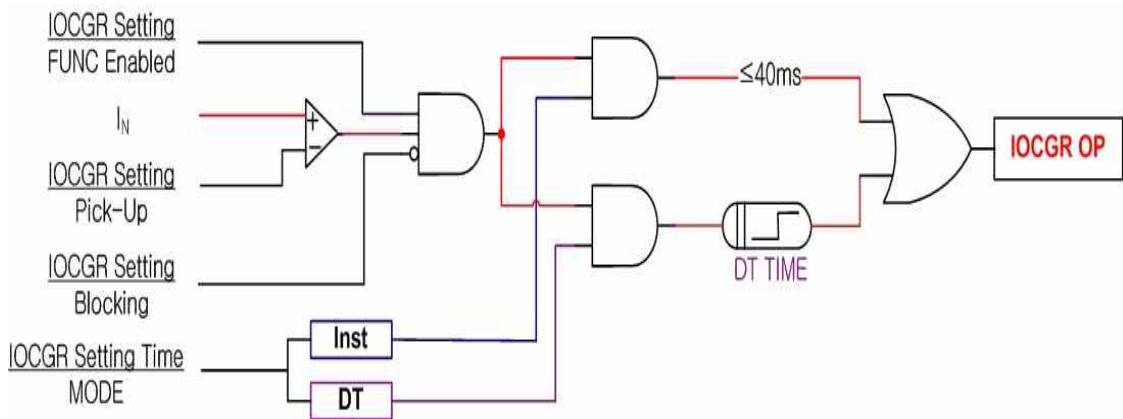 IOCGR Setting
FUNC Enabled
IN
IOCGR Setting
Pick-Up
IOCGR Setting
Blocking
IOCGR Setting Time
MODE
+
−
Inst
DT
≤40ms
DT TIME
IOCGR OP